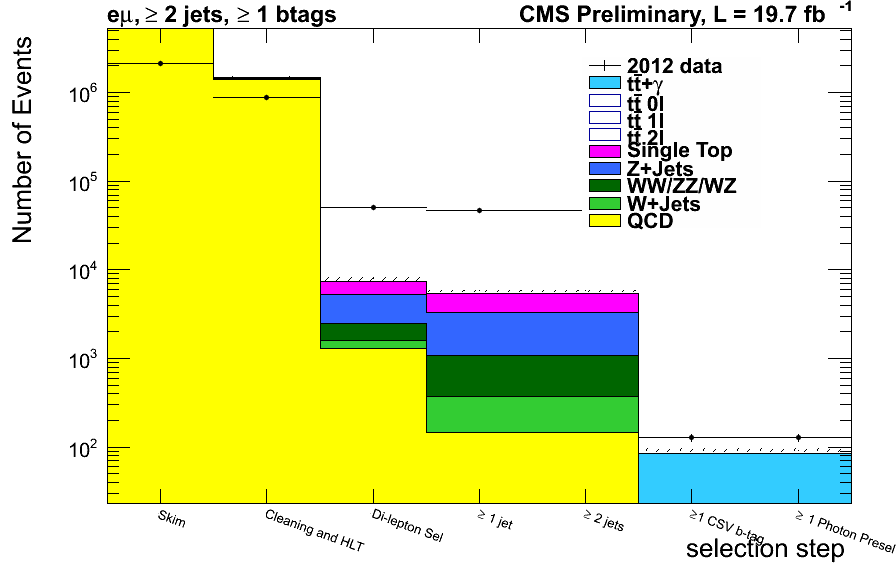 eμ, ≥ 2 jets, ≥ 1 btags
CMS Preliminary, L = 19.7 fb⁻¹
Number of Events
10⁶
10⁵
10⁴
10³
10²
2012 data
tt̄+γ
tt̄ 0l
tt̄ 1l
tt̄ 2l
Single Top
Z+Jets
WW/ZZ/WZ
W+Jets
QCD
Skim
Cleaning and HLT
Di-lepton Sel
≥ 1 jet
≥ 2 jets
≥1 CSV b-tag
≥ 1 Photon Presel
selection step